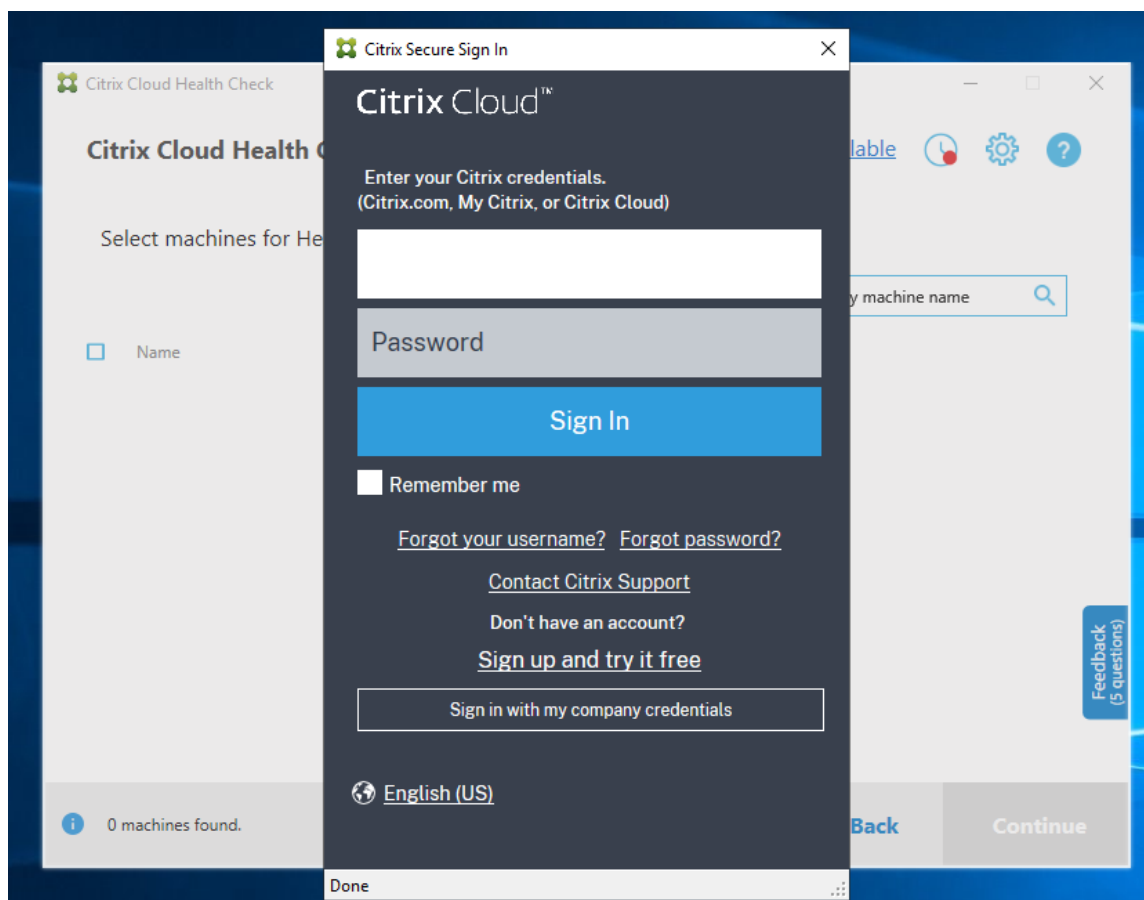 Citrix Secure Sign In
Citrix Cloud Health Check
Citrix Cloud™
Citrix Cloud Health
lable
?
Enter your Citrix credentials.
(Citrix.com, My Citrix, or Citrix Cloud)
Select machines for He
y machine name
Password
Name
Sign In
Remember me
Forgot your username? Forgot password?
Contact Citrix Support
Don't have an account?
Sign up and try it free
Feedback
(5 questions)
Sign in with my company credentials
English (US)
0 machines found.
Back
Continue
Done